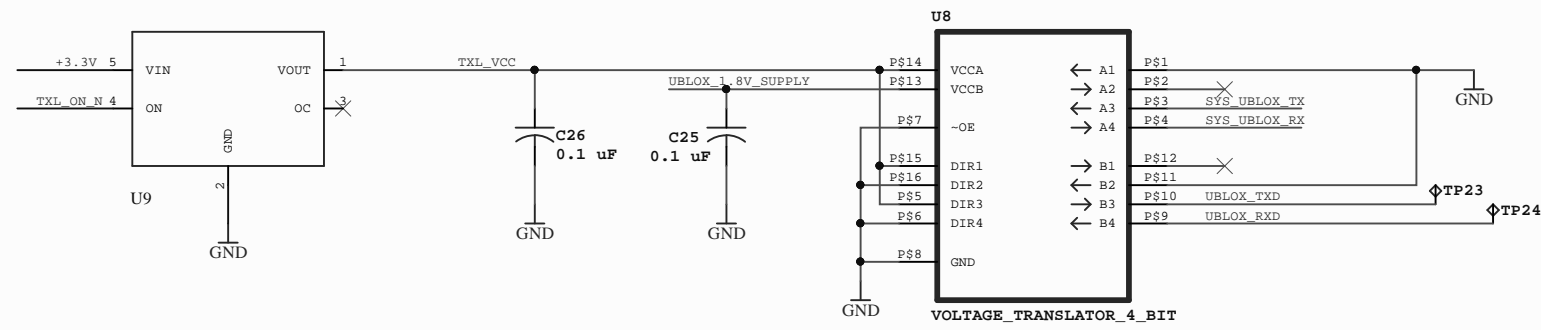 U8
+3.3V 5 VIN VOUT 1 TXL_VCC P$14 VCCA A1 P$1
UBLOX_1.8V_SUPPLY P$13 VCCB A2 P$2
TXL_ON_N 4 ON OC 3 A3 P$3 SYS_UBLOX_TX GND
P$7 ~OE A4 P$4 SYS_UBLOX_RX
GND C26 C25
0.1 uF 0.1 uF
P$15 DIR1 B1 P$12
2 P$16 DIR2 B2 P$11
U9 P$5 DIR3 B3 P$10 UBLOX_TXD TP23
P$6 DIR4 B4 P$9 UBLOX_RXD TP24
GND GND GND
P$8 GND
GND
VOLTAGE_TRANSLATOR_4_BIT